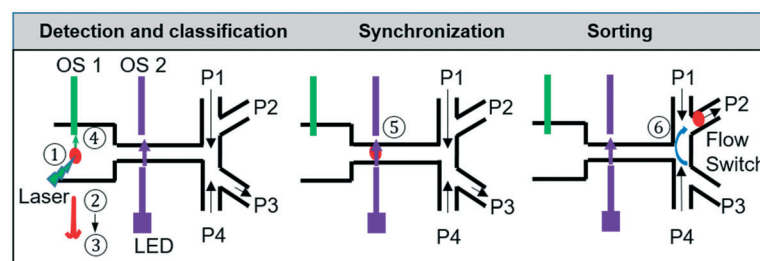 Detection and classification
Synchronization
Sorting
OS 1 OS 2
P1
P2
④
①
Laser
②
③
LED
P3
P4
P1
P2
⑤
P3
P4
P1
P2
⑥
Flow
Switch
P3
P4